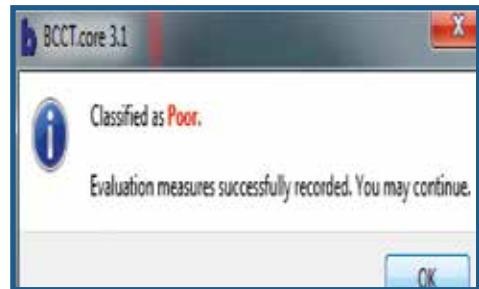 BCCT.core 3.1
X
Classified as Poor.
Evaluation measures successfully recorded. You may continue.
OK